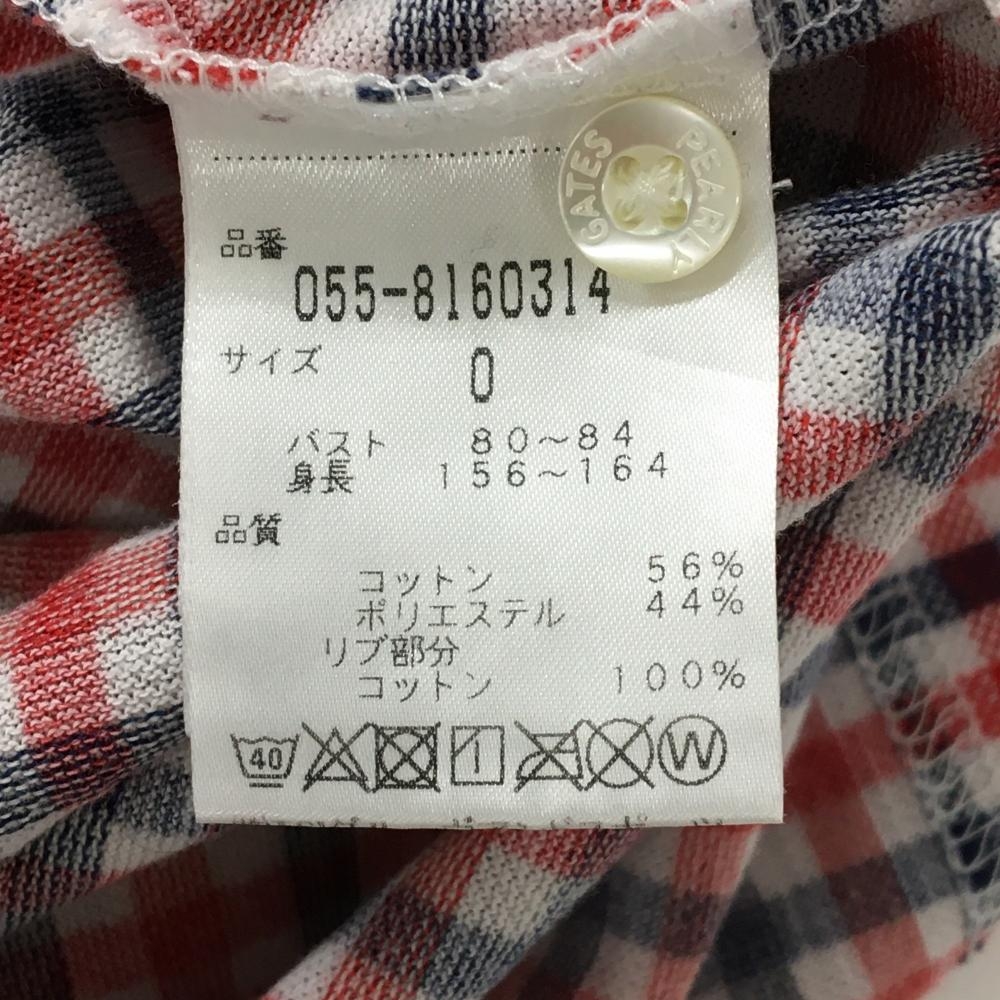 PEARLY GATES
品番
055-8160314
サイズ 0
バスト 80~84
身長 156~164
品質
コットン 56%
ポリエステル 44%
リブ部分
コットン 100%
40 W